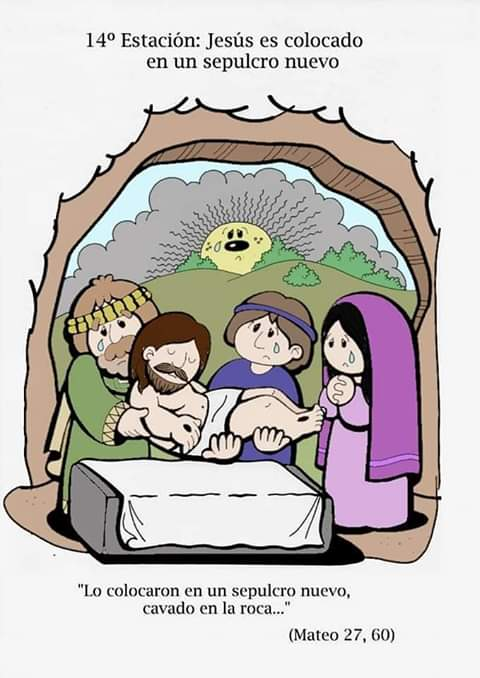 14º Estación: Jesús es colocado
en un sepulcro nuevo
"Lo colocaron en un sepulcro nuevo,
cavado en la roca..."
(Mateo 27, 60)